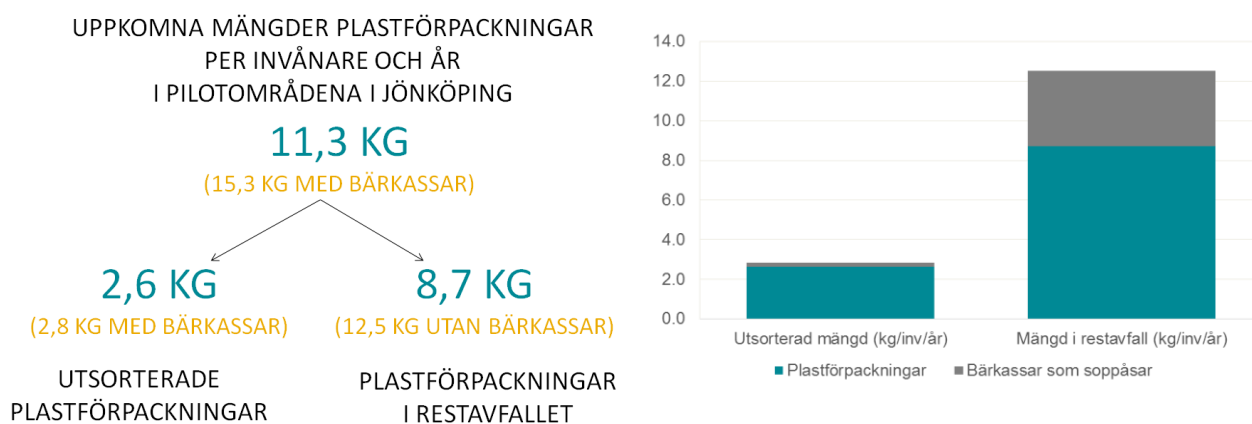 UPPKOMNA MÄNGDER PLASTFÖRPACKNINGAR
PER INVÅNARE OCH ÅR
I PILOTOMRÅDENA I JÖNKÖPING
11,3 KG
(15,3 KG MED BÄRKASSAR)
2,6 KG
(2,8 KG MED BÄRKASSAR)
UTSORTERADE
PLASTFÖRPACKNINGAR
8,7 KG
(12,5 KG UTAN BÄRKASSAR)
PLASTFÖRPACKNINGAR
I RESTAVFALLET
14.0
12.0
10.0
8.0
6.0
4.0
2.0
0.0
Utsorterad mängd (kg/inv/år)
Mängd i restavfall (kg/inv/år)
Plastförpackningar
Bärkassar som soppåsar